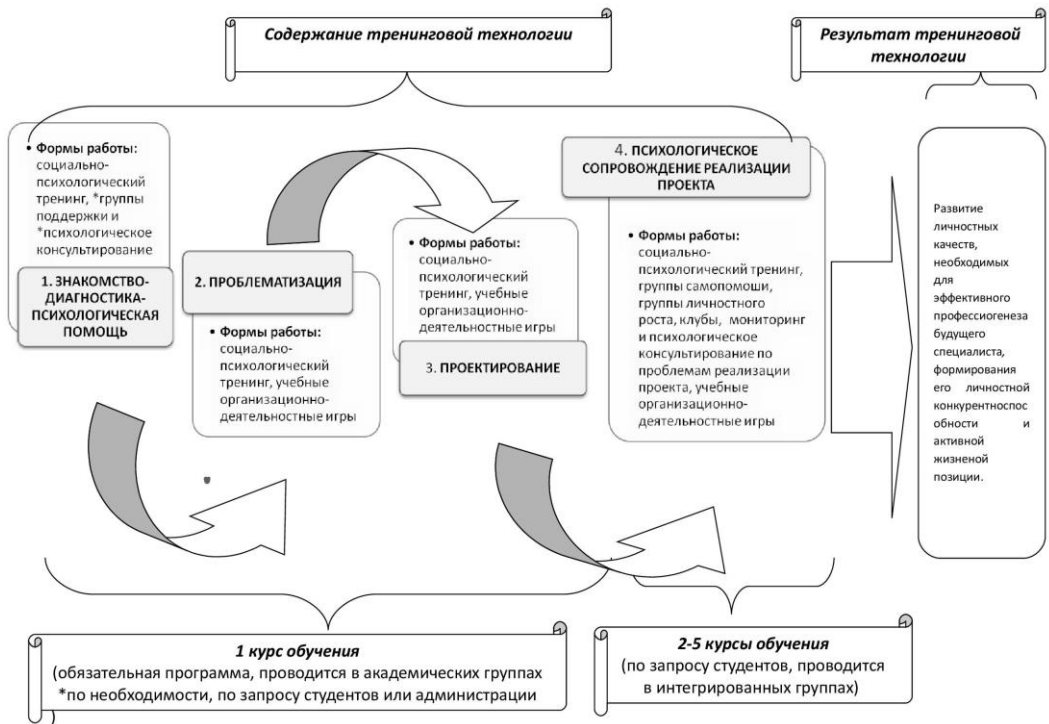 Содержание тренинговой технологии
Результат тренинговой
технологии
• Формы работы:
социально-
психологический
тренинг, *группы
поддержки и
*психологическое
консультирование
1. ЗНАКОМСТВО-
ДИАГНОСТИКА-
ПСИХОЛОГИЧЕСКАЯ
ПОМОЩЬ
2. ПРОБЛЕМАТИЗАЦИЯ
• Формы работы:
социально-
психологический
тренинг, учебные
организационно-
деятельностные игры
• Формы работы:
социально-
психологический
тренинг, учебные
организационно-
деятельностные игры
3. ПРОЕКТИРОВАНИЕ
4. ПСИХОЛОГИЧЕСКОЕ
СОПРОВОЖДЕНИЕ РЕАЛИЗАЦИИ
ПРОЕКТА
• Формы работы:
социально-
психологический тренинг,
группы самопомощи,
группы личностного
роста, клубы, мониторинг
и психологическое
консультирование по
проблемам реализации
проекта, учебные
организационно-
деятельностные игры
Развитие
личностных
качеств,
необходимых
для
эффективного
профессиогенеза
будущего
специалиста,
формирования
его личностной
конкурентноспос
обности и
активной
жизненой
позиции.
1 курс обучения
(обязательная программа, проводится в академических группах
*по необходимости, по запросу студентов или администрации
)
2-5 курсы обучения
(по запросу студентов, проводится
в интегрированных группах)